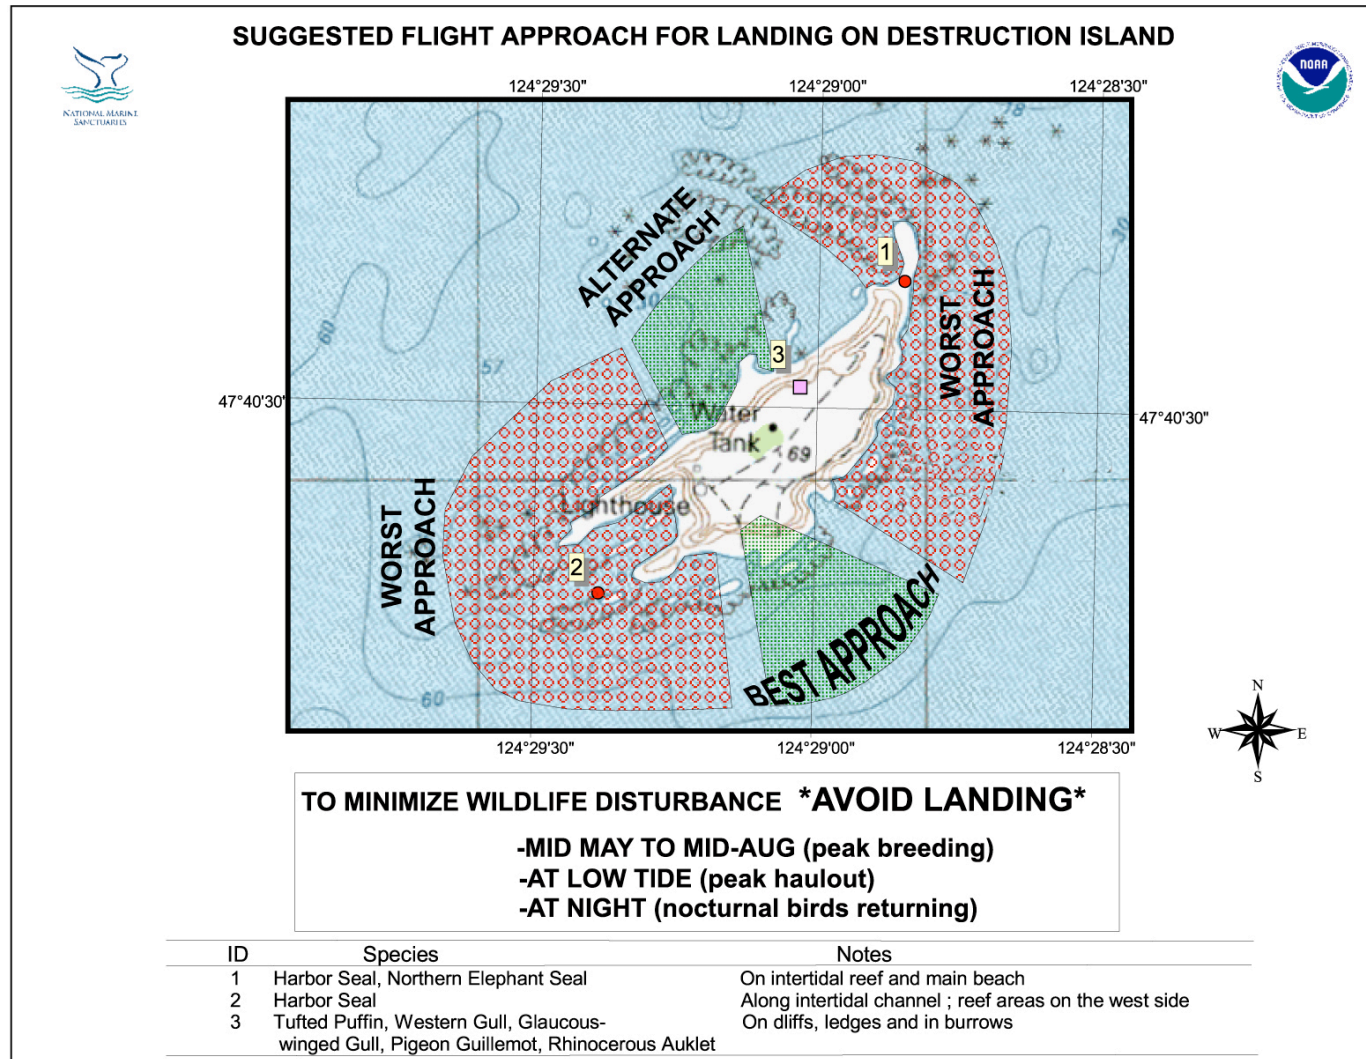 SUGGESTED FLIGHT APPROACH FOR LANDING ON DESTRUCTION ISLAND
NATIONAL MARINE
SANCTUARIES
NOAA
124°29'30"
124°29'00"
124°28'30"
18
30
ALTERNATE
APPROACH
1
30
60
57
WORST
APPROACH
3
47°40'30"
47°40'30"
Water
Tank
69
Lighthouse
WORST
APPROACH
2
BEST APPROACH
60
124°29'30"
124°29'00"
124°28'30"
N
W
E
S
TO MINIMIZE WILDLIFE DISTURBANCE *AVOID LANDING*
-MID MAY TO MID-AUG (peak breeding)
-AT LOW TIDE (peak haulout)
-AT NIGHT (nocturnal birds returning)
ID Species Notes
1 Harbor Seal, Northern Elephant Seal On intertidal reef and main beach
2 Harbor Seal Along intertidal channel ; reef areas on the west side
3 Tufted Puffin, Western Gull, Glaucous- On dliffs, ledges and in burrows
winged Gull, Pigeon Guillemot, Rhinocerous Auklet